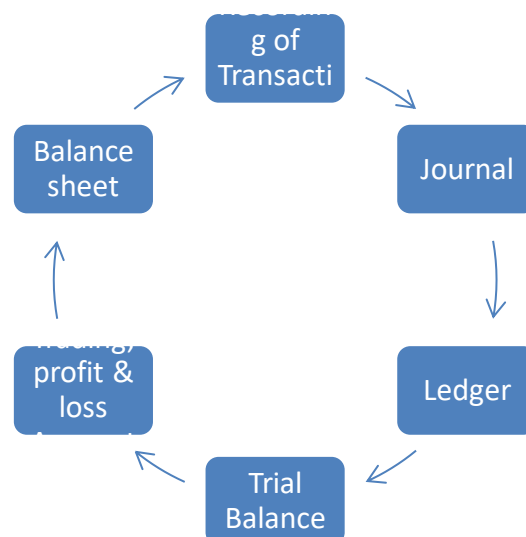 g of
Transacti
Journal
Ledger
Trial
Balance
profit &
loss
Balance
sheet